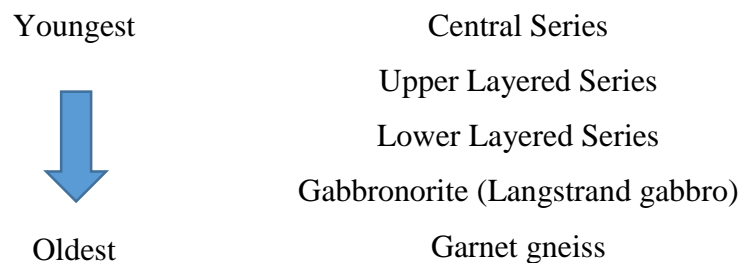 Youngest Central Series
Upper Layered Series
Lower Layered Series
Gabbronorite (Langstrand gabbro)
Oldest Garnet gneiss